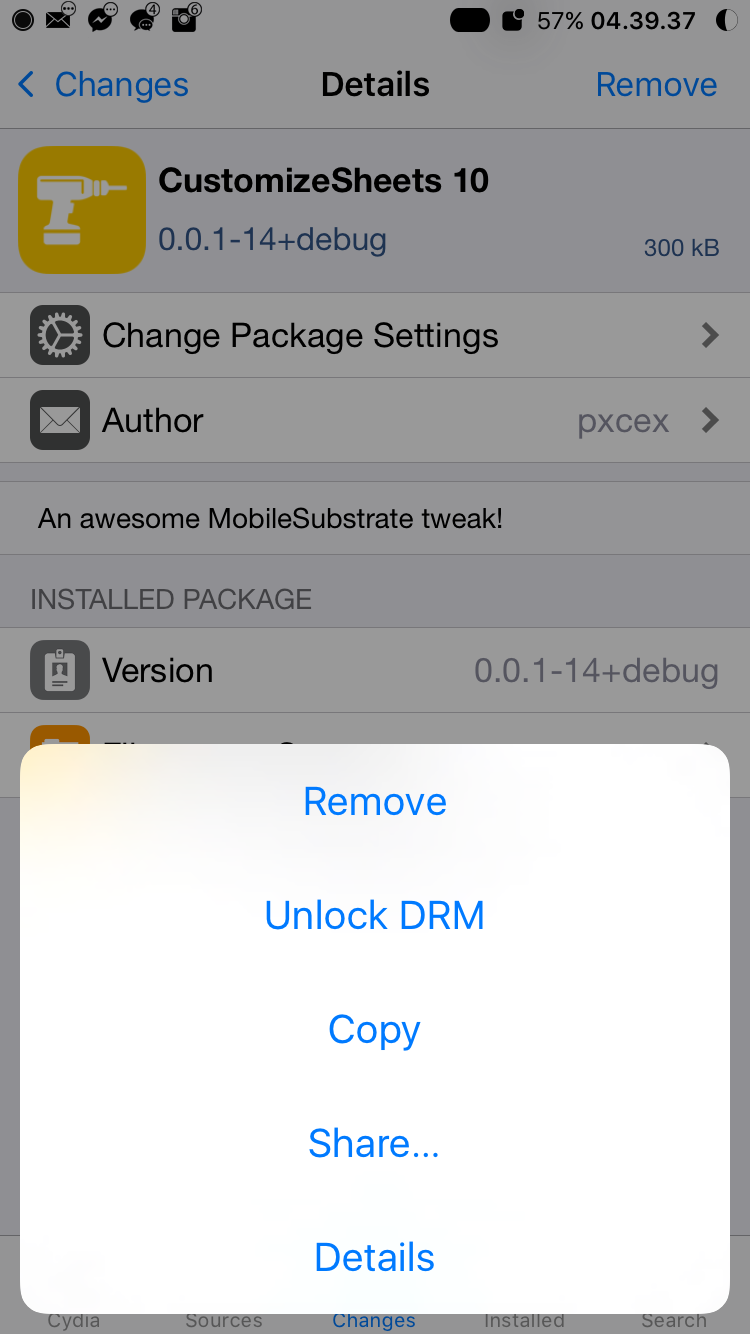 4 6 57% 04.39.37
Changes Details Remove
CustomizeSheets 10
0.0.1-14+debug
300 kB
Change Package Settings
Author pxcex
An awesome MobileSubstrate tweak!
INSTALLED PACKAGE
Version 0.0.1-14+debug
Remove
Unlock DRM
Copy
Share...
Details
Cydia Sources Changes Installed Search